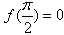 f(π/2) = 0